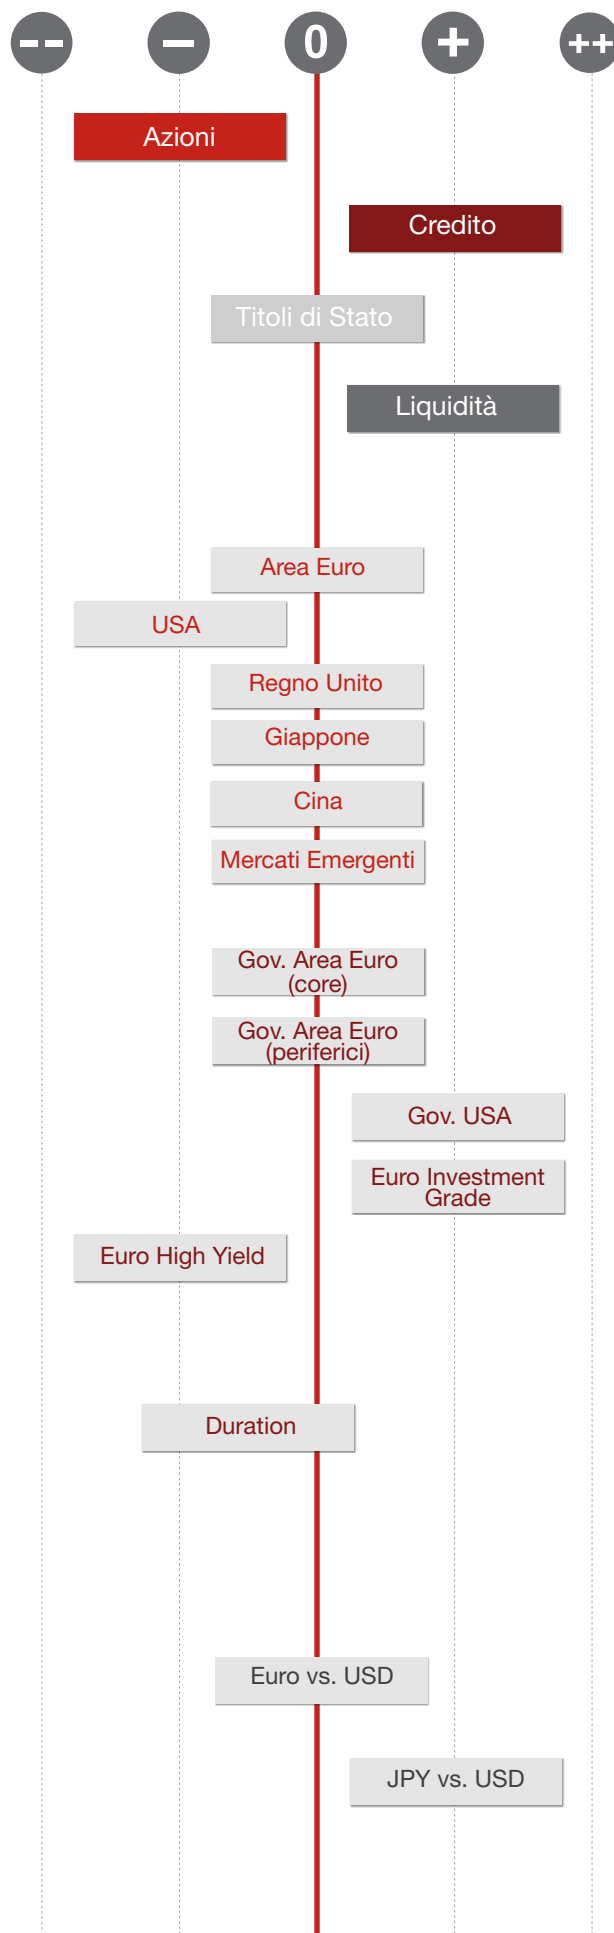 -- - 0 + ++
Azioni
Credito
Titoli di Stato
Liquidità
Area Euro
USA
Regno Unito
Giappone
Cina
Mercati Emergenti
Gov. Area Euro
(core)
Gov. Area Euro
(periferici)
Gov. USA
Euro Investment
Grade
Euro High Yield
Duration
Euro vs. USD
JPY vs. USD